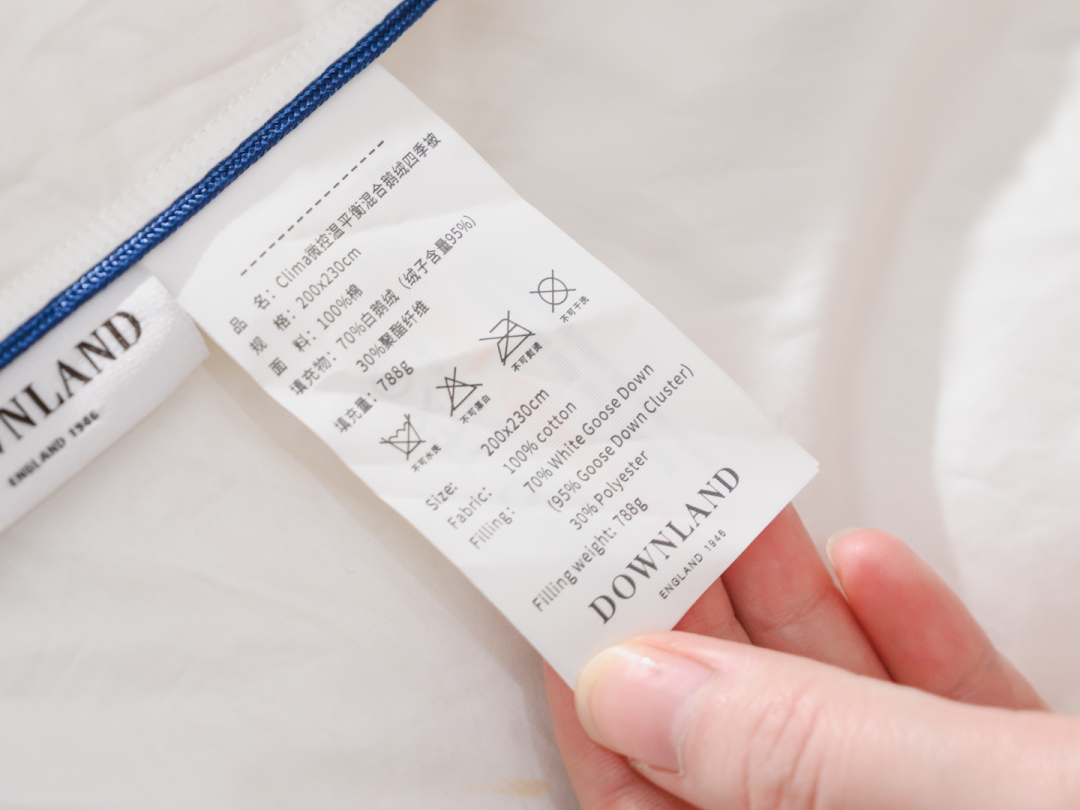 品 名：Clima微控温平衡混合鹅绒四季被
规 格：200x230cm
面 料：100%棉
填充物：70%白鹅绒（绒子含量95%）
30%聚酯纤维
填充量：788g
不可水洗 不可漂白 不可熨烫 不可干洗
Size: 200x230cm
Fabric: 100% cotton
Filling: 70% White Goose Down
(95% Goose Down Cluster)
30% Polyester
Filling weight: 788g
DOWNLAND
ENGLAND 1946
WNLAND
ENGLAND 1946